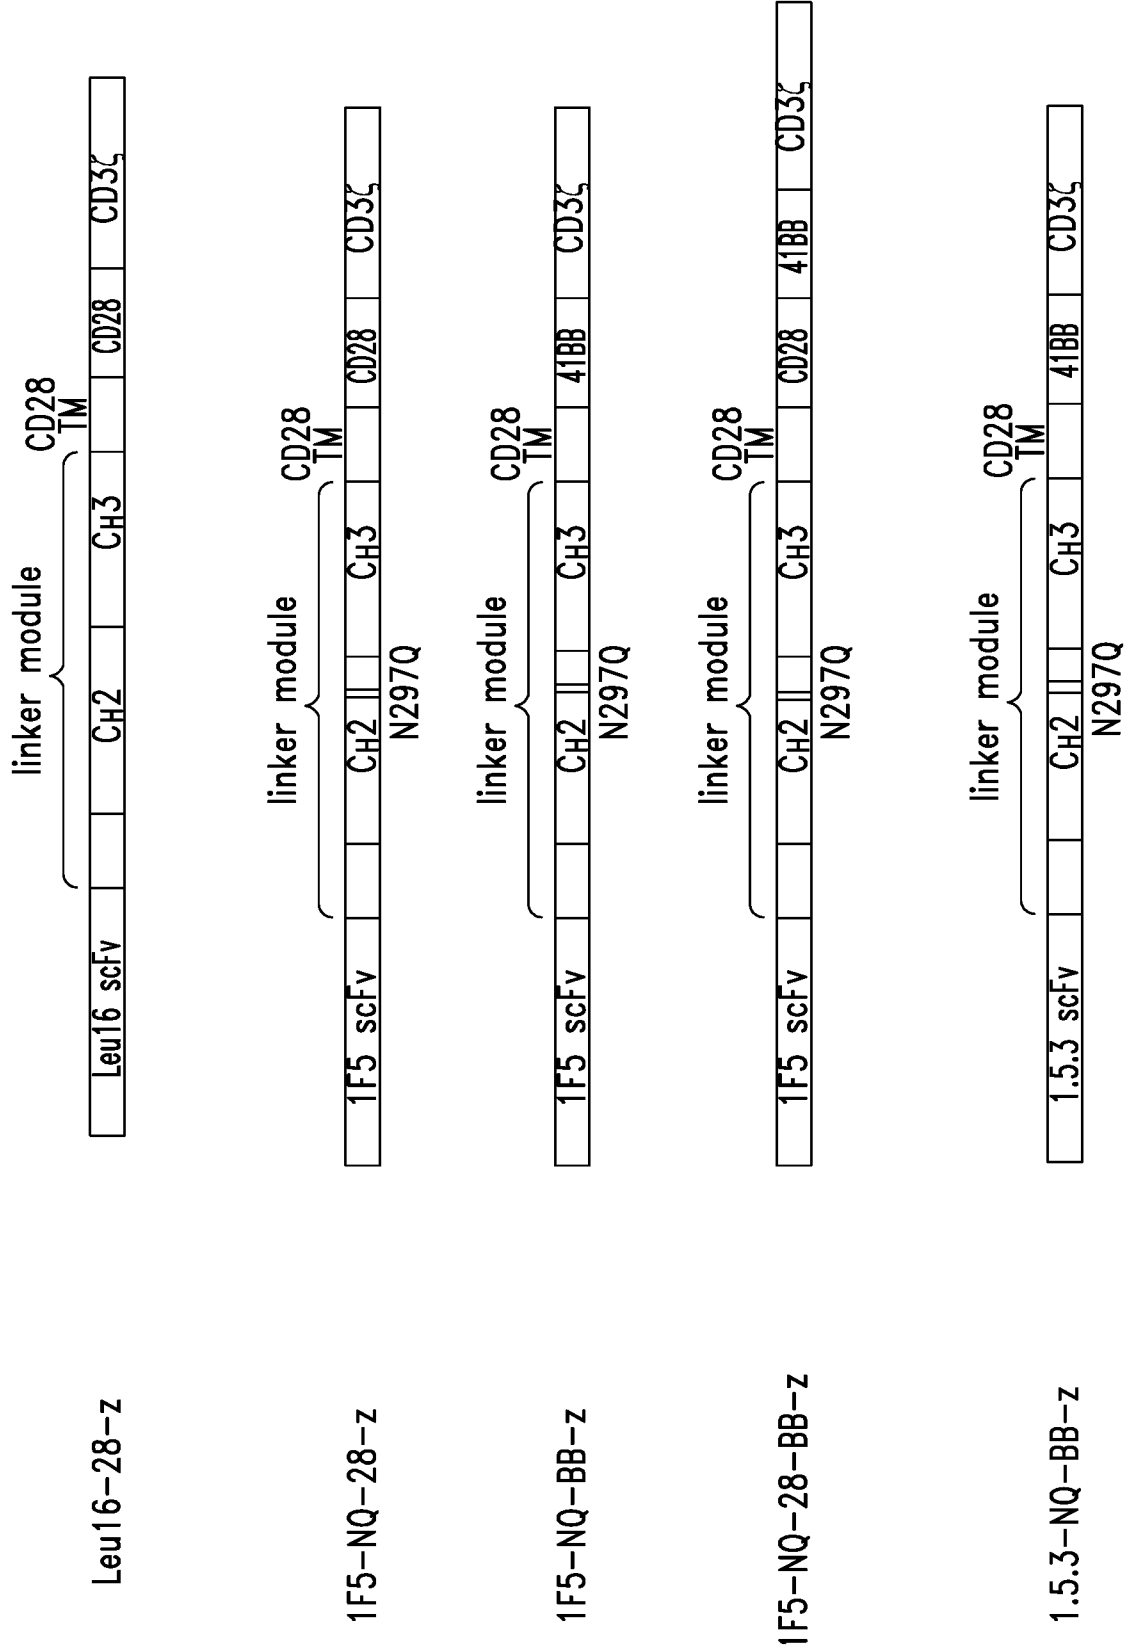 linker module
CD28
TM
Leu16-28-z
Leu16 scFv
CH2
CH3
CD28
CD3ζ
linker module
CD28
TM
1F5-NQ-28-z
1F5 scFv
CH2
CH3
CD28
CD3ζ
N297Q
linker module
CD28
TM
1F5-NQ-BB-z
1F5 scFv
CH2
CH3
41BB
CD3ζ
N297Q
linker module
CD28
TM
1F5-NQ-28-BB-z
1F5 scFv
CH2
CH3
CD28
41BB
CD3ζ
N297Q
linker module
CD28
TM
1.5.3-NQ-BB-z
1.5.3 scFv
CH2
CH3
41BB
CD3ζ
N297Q